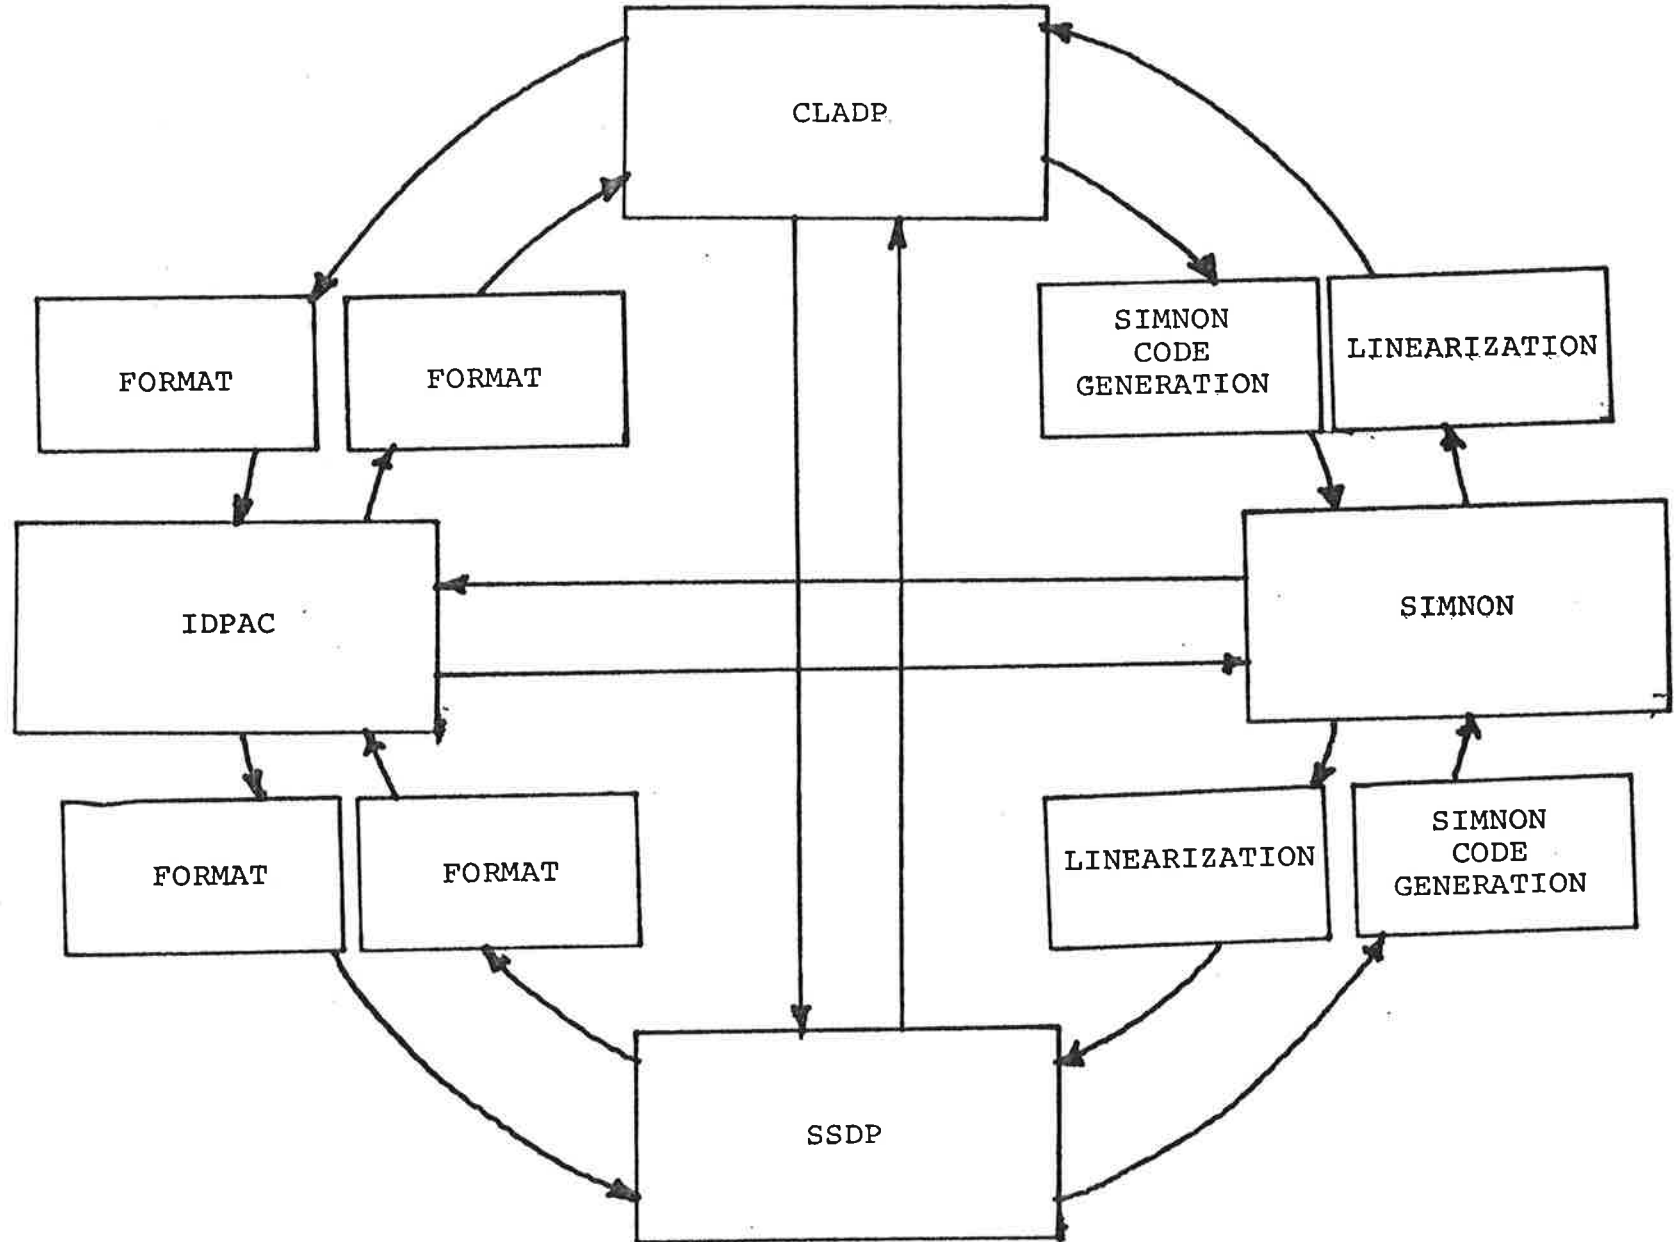 CLADP
FORMAT
FORMAT
SIMNON
CODE
GENERATION
LINEARIZATION
IDPAC
SIMNON
FORMAT
FORMAT
LINEARIZATION
SIMNON
CODE
GENERATION
SSDP